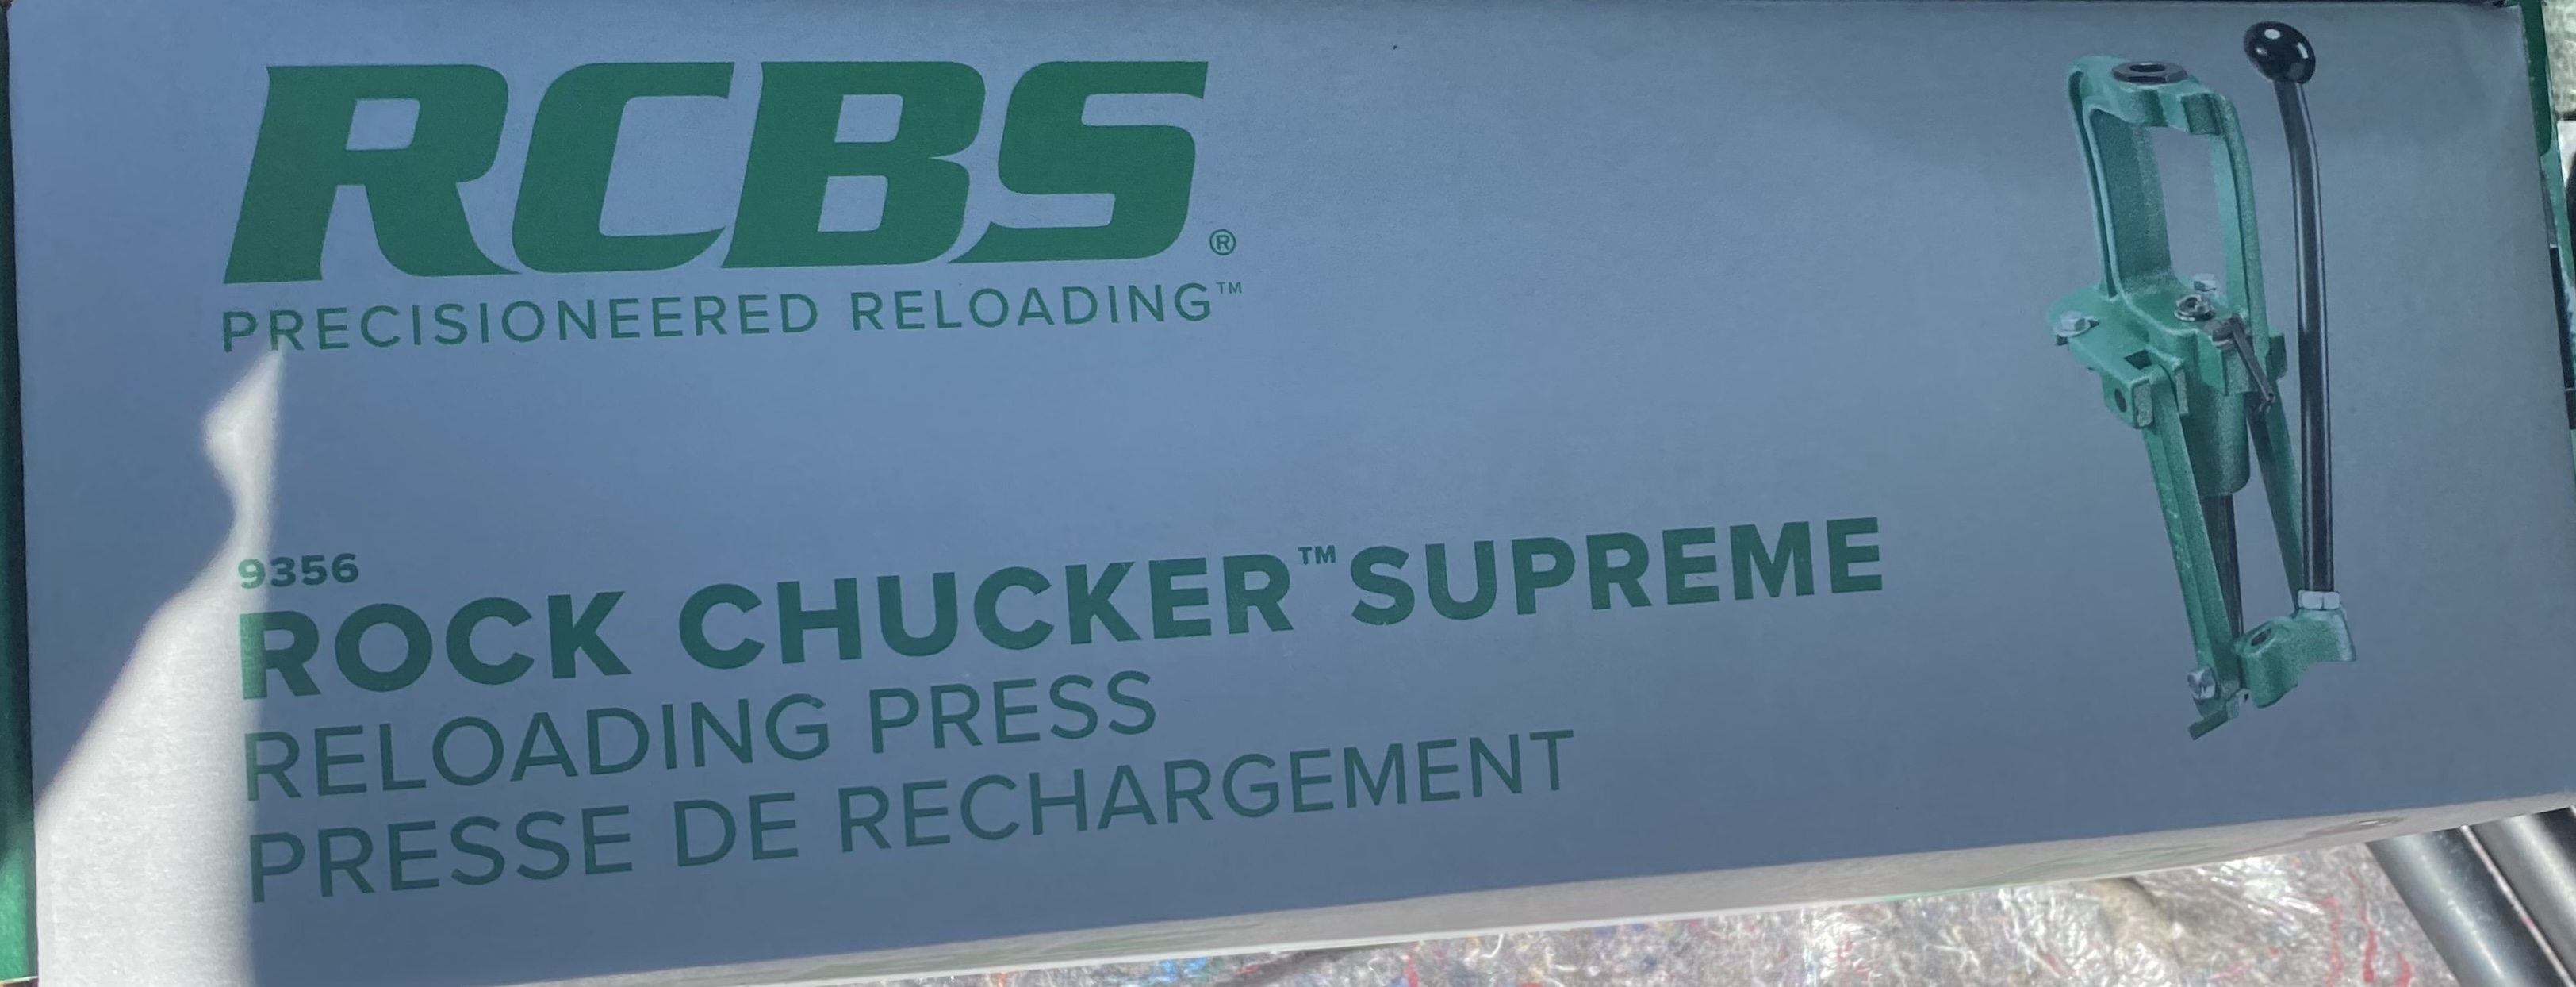 RCBS®
PRECISIONEERED RELOADING™
9356
ROCK CHUCKER™ SUPREME
RELOADING PRESS
PRESSE DE RECHARGEMENT